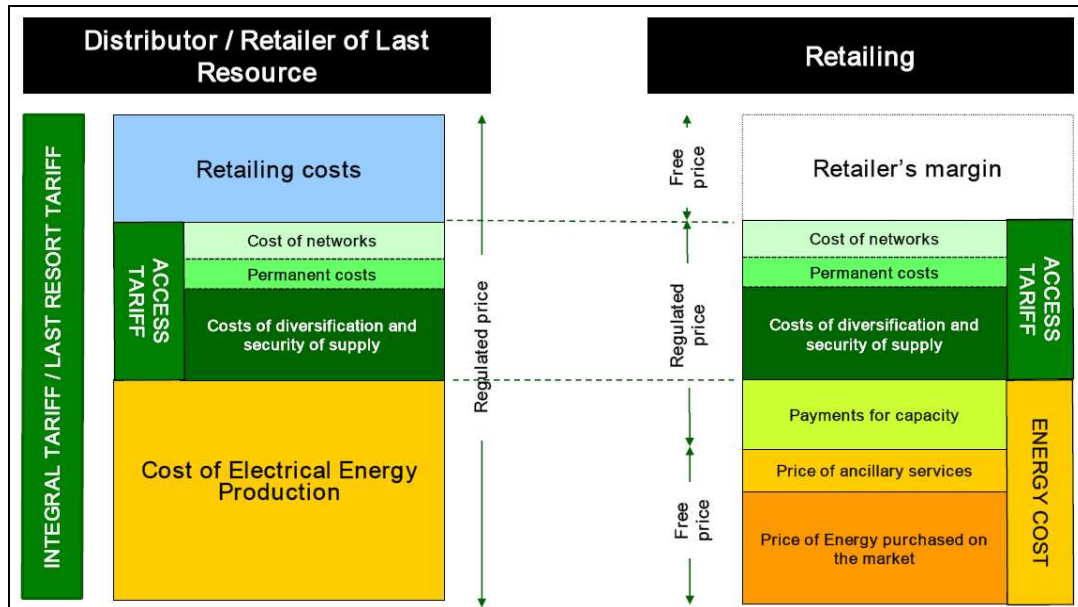 Distributor / Retailer of Last
Resource
Retailing
INTEGRAL TARIFF / LAST RESORT TARIFF
Retailing costs
ACCESS
TARIFF
Cost of networks
Permanent costs
Costs of diversification and
security of supply
Cost of Electrical Energy
Production
Regulated price
Free
price
Regulated
price
Free
price
Retailer's margin
Cost of networks
Permanent costs
Costs of diversification and
security of supply
ACCESS
TARIFF
Payments for capacity
Price of ancillary services
Price of Energy purchased on
the market
ENERGY COST